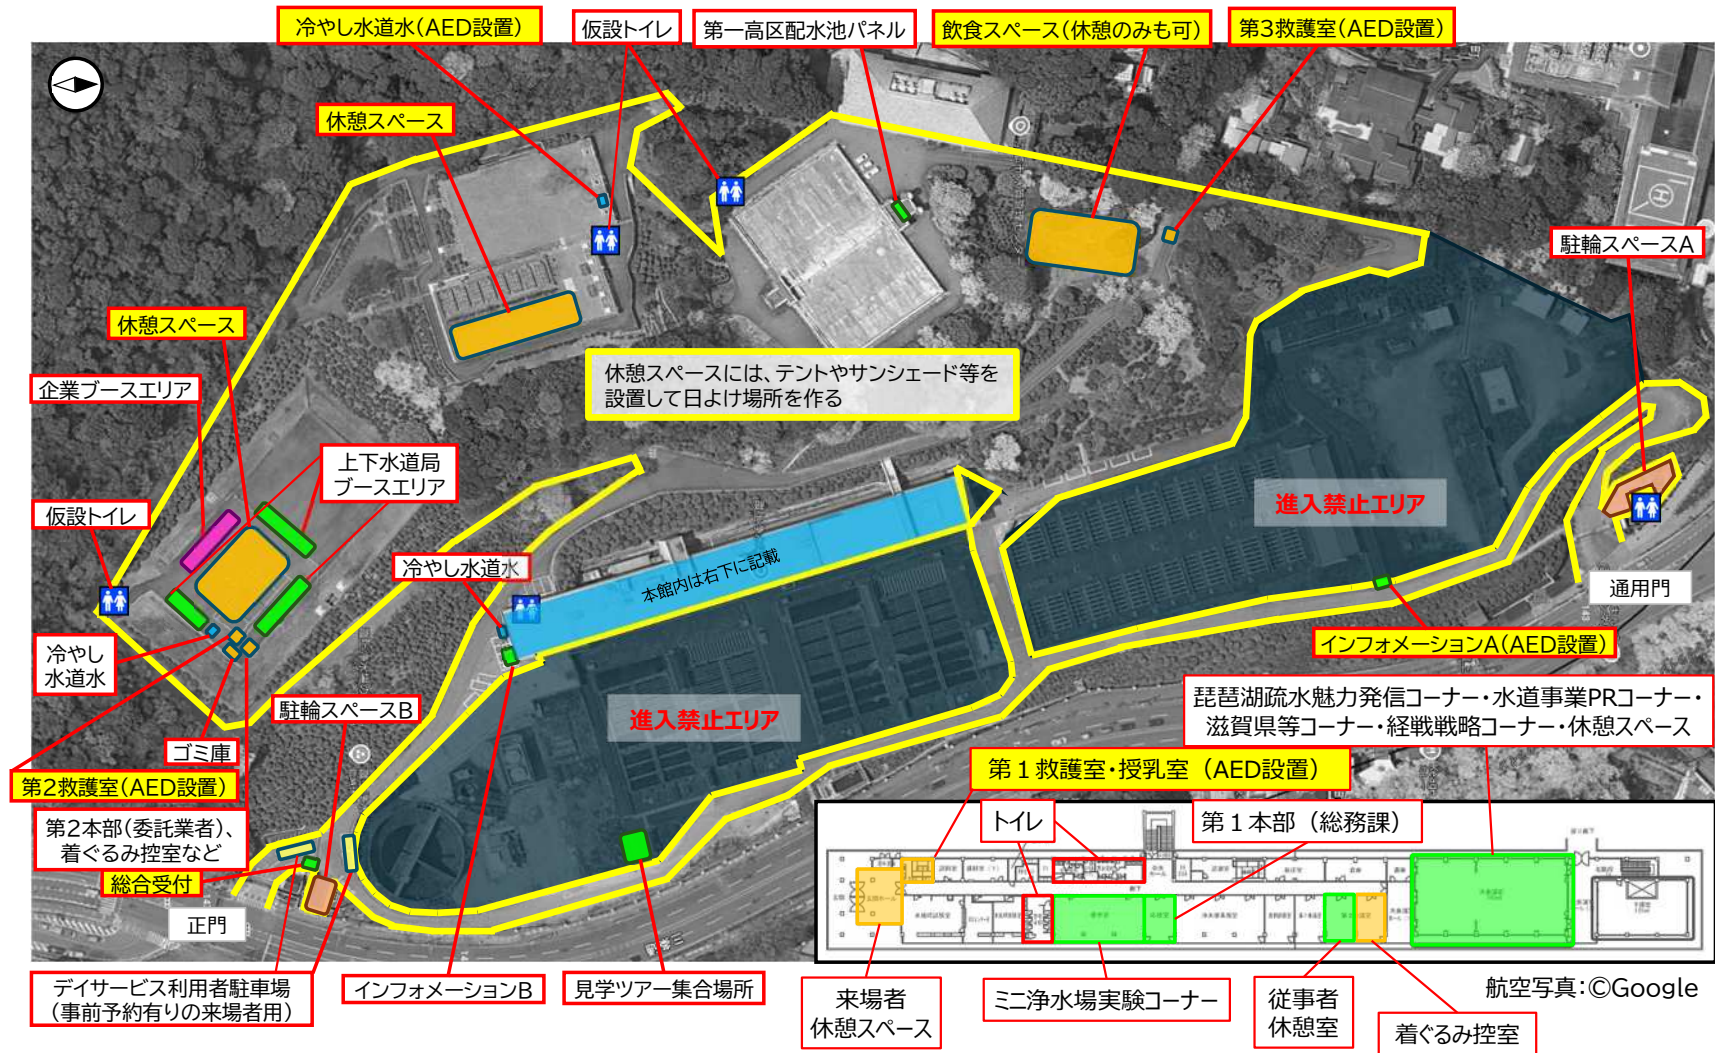 冷やし水道水(AED設置)
仮設トイレ
第一高区配水池パネル
飲食スペース(休憩のみも可)
第3救護室(AED設置)
休憩スペース
駐輪スペースA
休憩スペース
休憩スペースには、テントやサンシェード等を
設置して日よけ場所を作る
企業ブースエリア
上下水道局
ブースエリア
進入禁止エリア
仮設トイレ
冷やし水道水
本館内は右下に記載
通用門
冷やし
水道水
インフォメーションA(AED設置)
駐輪スペースB
進入禁止エリア
琵琶湖疏水魅力発信コーナー・水道事業PRコーナー・
滋賀県等コーナー・経戦戦略コーナー・休憩スペース
ゴミ庫
第2救護室(AED設置)
第１救護室・授乳室（AED設置）
第2本部(委託業者)、
着ぐるみ控室など
トイレ
第１本部（総務課）
総合受付
正門
デイサービス利用者駐車場
（事前予約有りの来場者用）
インフォメーションB
見学ツアー集合場所
来場者
休憩スペース
ミニ浄水場実験コーナー
従事者
休憩室
着ぐるみ控室
航空写真：©Google